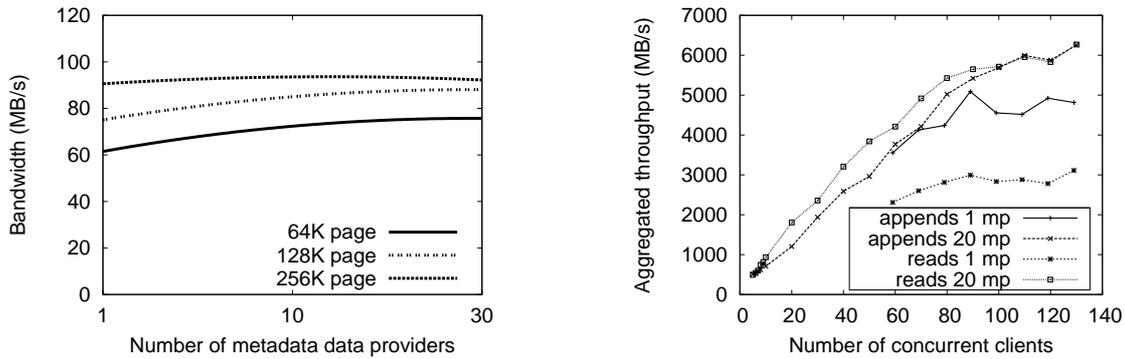 120
100
80
60
40
20
0
Bandwidth (MB/s)
64K page
128K page
256K page
1
10
30
Number of metadata data providers
7000
6000
5000
4000
3000
2000
1000
0
Aggregated throughput (MB/s)
appends 1 mp
appends 20 mp
reads 1 mp
reads 20 mp
0
20
40
60
80
100
120
140
Number of concurrent clients